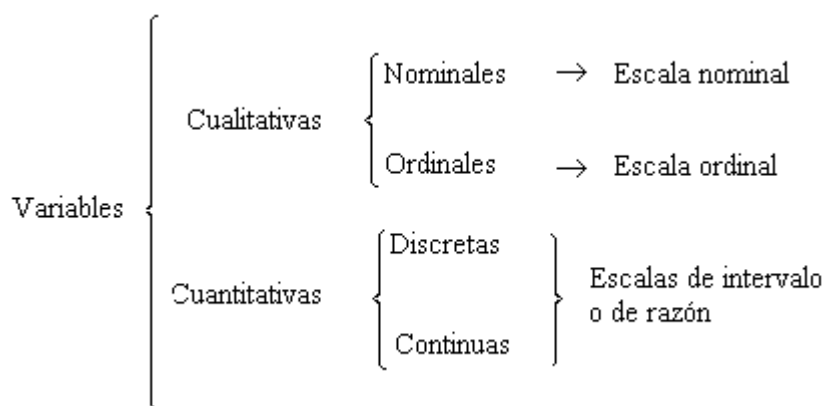 Nominales → Escala nominal
Cualitativas
Ordinales → Escala ordinal
Variables
Discretas
Cuantitativas
Escalas de intervalo
o de razón
Continuas